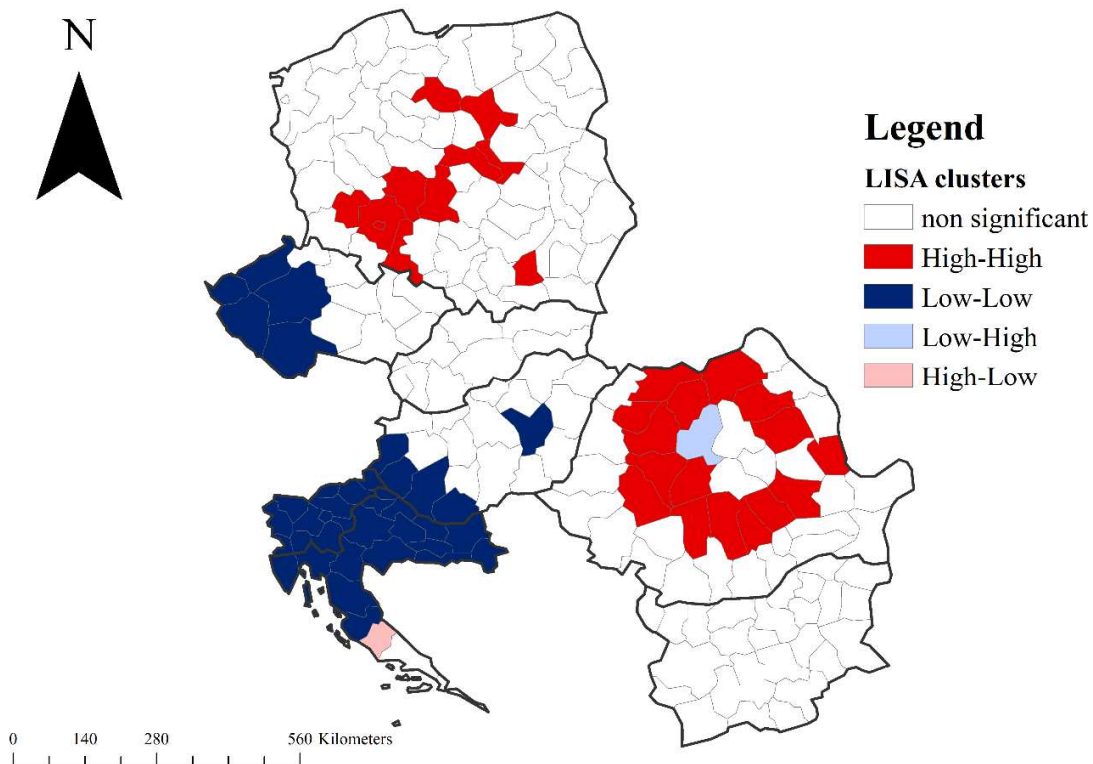 N
Legend
LISA clusters
non significant
High-High
Low-Low
Low-High
High-Low
0 140 280 560 Kilometers